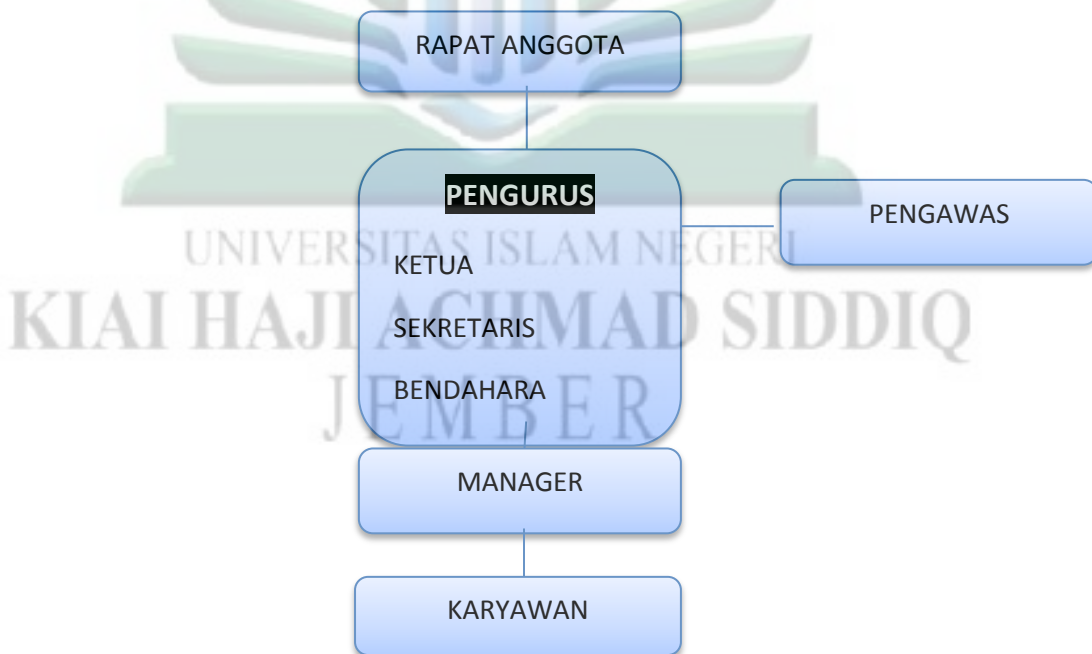 RAPAT ANGGOTA
PENGURUS
PENGAWAS
UNIVERSITAS ISLAM NEGERI
KETUA
KIAI HAJI ACHMAD SIDDIQ
SEKRETARIS
BENDAHARA
JEMBER
MANAGER
KARYAWAN